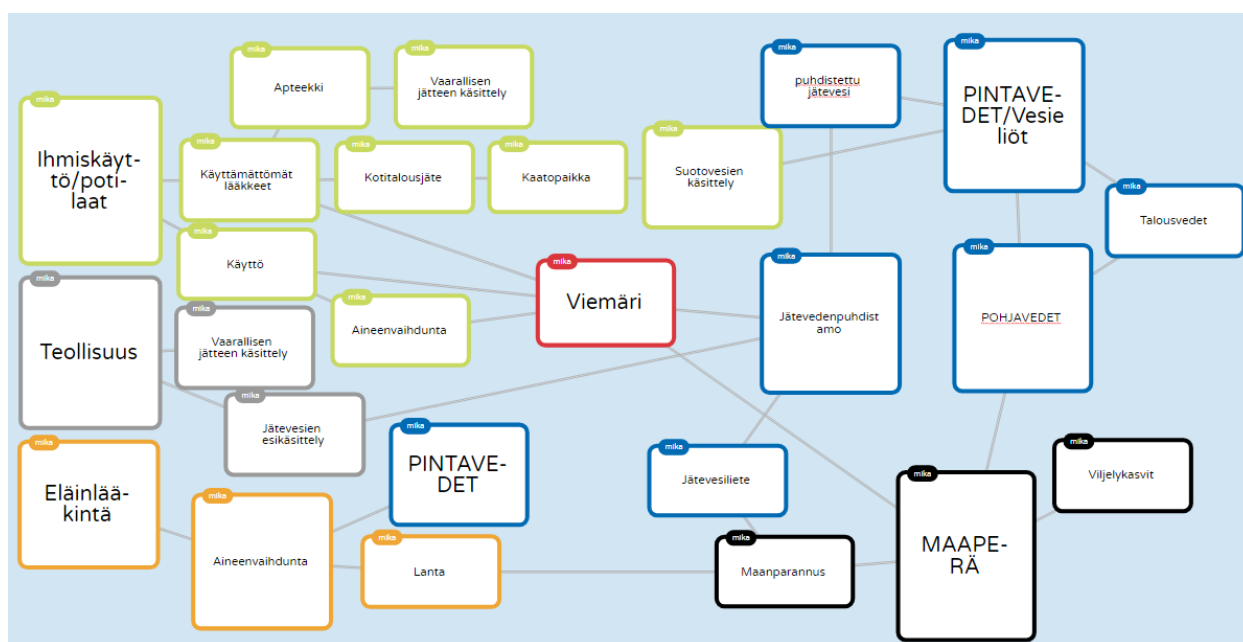 mika
Apteekki
mika
Vaarallisen
jätteen käsittely
mika
puhdistettu
jätevesi
mika
PINTAVE-
DET/Vesie
liöt
mika
Ihmiskäyt-
tö/poti-
laat
mika
Käyttämättömät
lääkkeet
mika
Kotitalousjäte
mika
Kaatopaikka
mika
Suotovesien
käsittely
mika
Talousvedet
mika
Käyttö
mika
Aineenvaihdunta
mika
Viemäri
mika
Jätevedenpuhdist
amo
mika
POHJAVEDET
mika
Teollisuus
mika
Vaarallisen
jätteen käsittely
mika
Jätevesien
esikäsittely
mika
PINTAVE-
DET
mika
Jätevesiliete
mika
Viljelykasvit
mika
Eläinlää-
kintä
mika
Aineenvaihdunta
mika
Lanta
mika
Maanparannus
mika
MAAPE-
RÄ